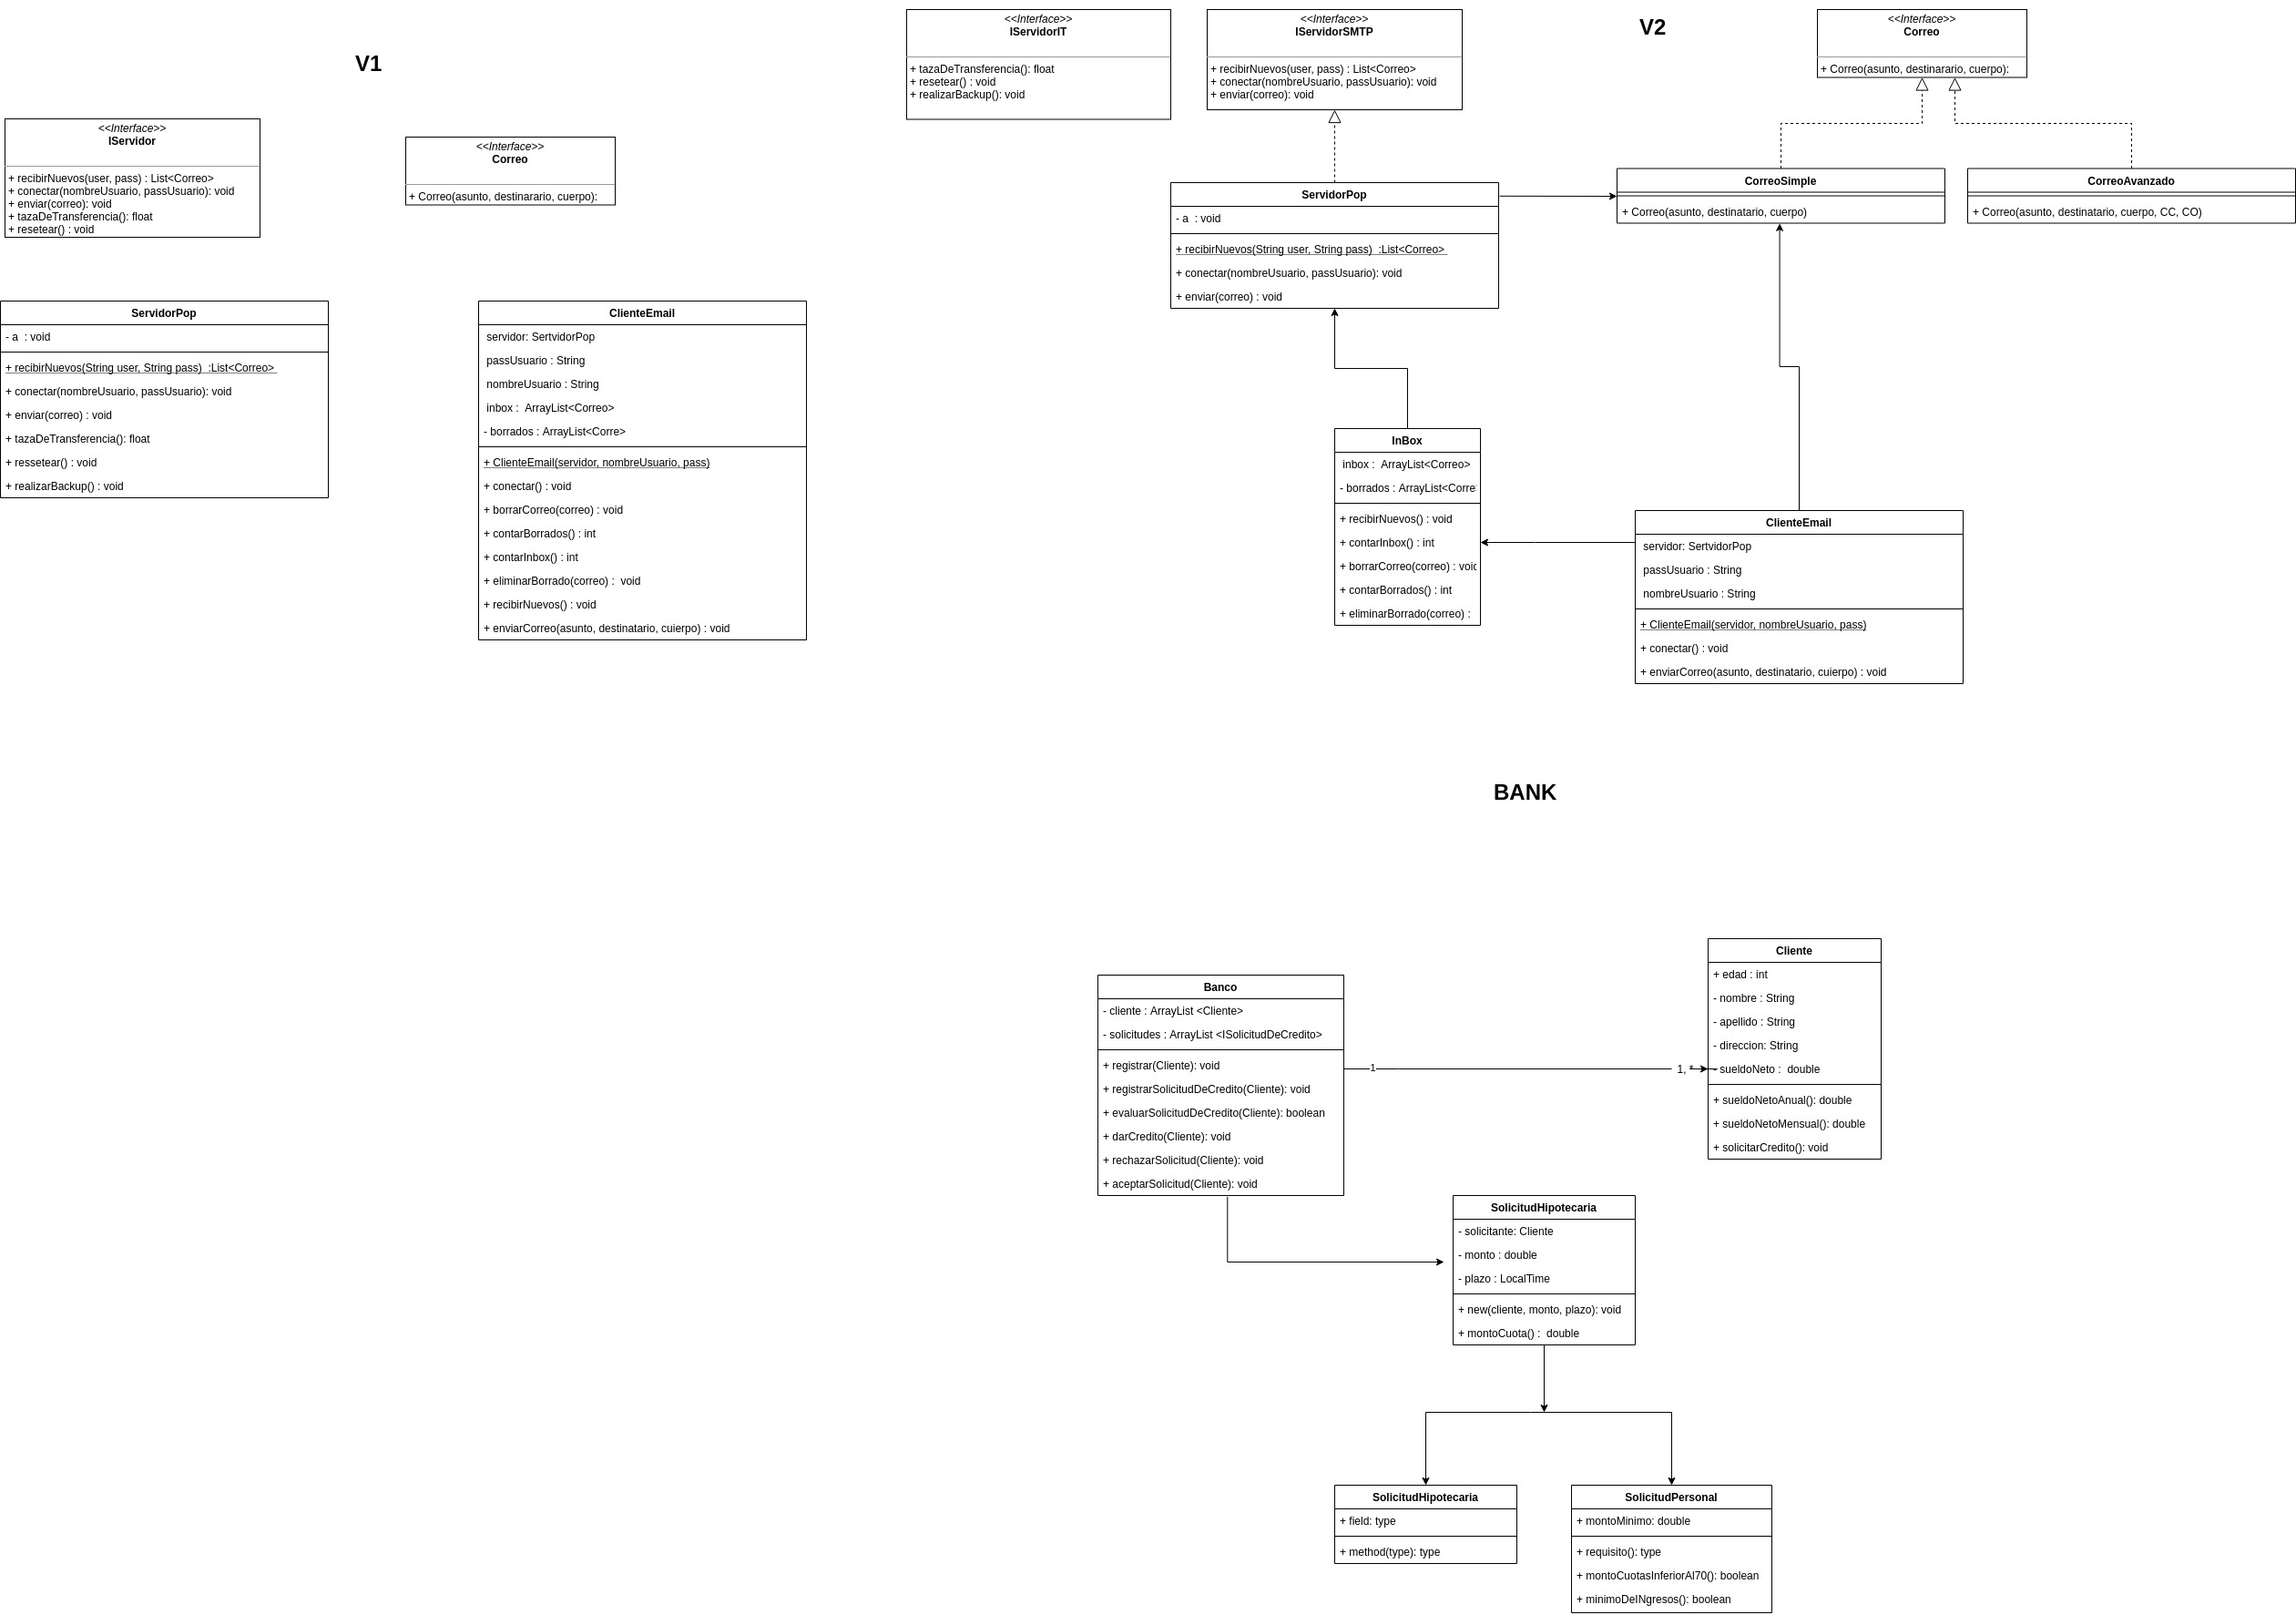 V1
<<Interface>>
IServidor
+ recibirNuevos(user, pass) : List<Correo>
+ conectar(nombreUsuario, passUsuario): void
+ enviar(correo): void
+ tazaDeTransferencia(): float
+ resetear() : void
<<Interface>>
Correo
+ Correo(asunto, destinarario, cuerpo):
ServidorPop
- a  : void
+ recibirNuevos(String user, String pass)  :List<Correo>
+ conectar(nombreUsuario, passUsuario): void
+ enviar(correo) : void
+ tazaDeTransferencia(): float
+ ressetear() : void
+ realizarBackup() : void
ClienteEmail
servidor: SertvidorPop
passUsuario : String
nombreUsuario : String
inbox :  ArrayList<Correo>
- borrados : ArrayList<Corre>
+ ClienteEmail(servidor, nombreUsuario, pass)
+ conectar() : void
+ borrarCorreo(correo) : void
+ contarBorrados() : int
+ contarInbox() : int
+ eliminarBorrado(correo) :  void
+ recibirNuevos() : void
+ enviarCorreo(asunto, destinatario, cuierpo) : void
V2
<<Interface>>
IServidorIT
+ tazaDeTransferencia(): float
+ resetear() : void
+ realizarBackup(): void
<<Interface>>
IServidorSMTP
+ recibirNuevos(user, pass) : List<Correo>
+ conectar(nombreUsuario, passUsuario): void
+ enviar(correo): void
<<Interface>>
Correo
+ Correo(asunto, destinarario, cuerpo):
ServidorPop
- a  : void
+ recibirNuevos(String user, String pass)  :List<Correo>
+ conectar(nombreUsuario, passUsuario): void
+ enviar(correo) : void
CorreoSimple
+ Correo(asunto, destinatario, cuerpo)
CorreoAvanzado
+ Correo(asunto, destinatario, cuerpo, CC, CO)
InBox
inbox :  ArrayList<Correo>
- borrados : ArrayList<Corre
+ recibirNuevos() : void
+ contarInbox() : int
+ borrarCorreo(correo) : void
+ contarBorrados() : int
+ eliminarBorrado(correo) :
ClienteEmail
servidor: SertvidorPop
passUsuario : String
nombreUsuario : String
+ ClienteEmail(servidor, nombreUsuario, pass)
+ conectar() : void
+ enviarCorreo(asunto, destinatario, cuierpo) : void
BANK
Banco
- cliente : ArrayList <Cliente>
- solicitudes : ArrayList <ISolicitudDeCredito>
+ registrar(Cliente): void
+ registrarSolicitudDeCredito(Cliente): void
+ evaluarSolicitudDeCredito(Cliente): boolean
+ darCredito(Cliente): void
+ rechazarSolicitud(Cliente): void
+ aceptarSolicitud(Cliente): void
1
1, *
Cliente
+ edad : int
- nombre : String
- apellido : String
- direccion: String
- sueldoNeto :  double
+ sueldoNetoAnual(): double
+ sueldoNetoMensual(): double
+ solicitarCredito(): void
SolicitudHipotecaria
- solicitante: Cliente
- monto : double
- plazo : LocalTime
+ new(cliente, monto, plazo): void
+ montoCuota() :  double
SolicitudHipotecaria
+ field: type
+ method(type): type
SolicitudPersonal
+ montoMinimo: double
+ requisito(): type
+ montoCuotasInferiorAl70(): boolean
+ minimoDeINgresos(): boolean